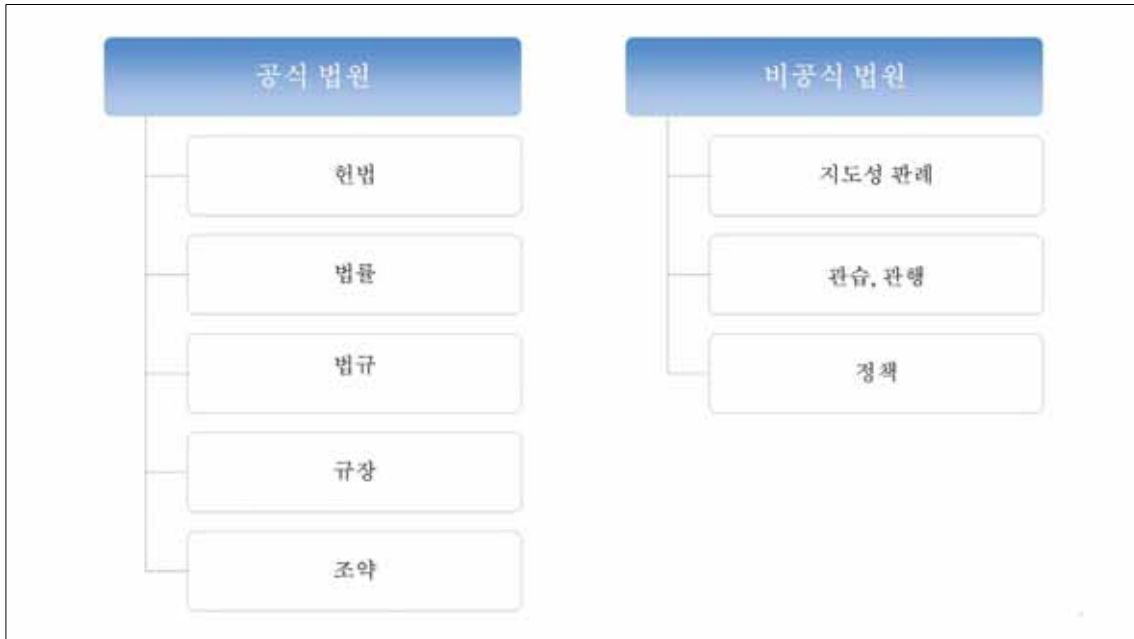 공식 법원
헌법
법률
법규
규장
조약
비공식 법원
지도성 판례
관습, 관행
정책